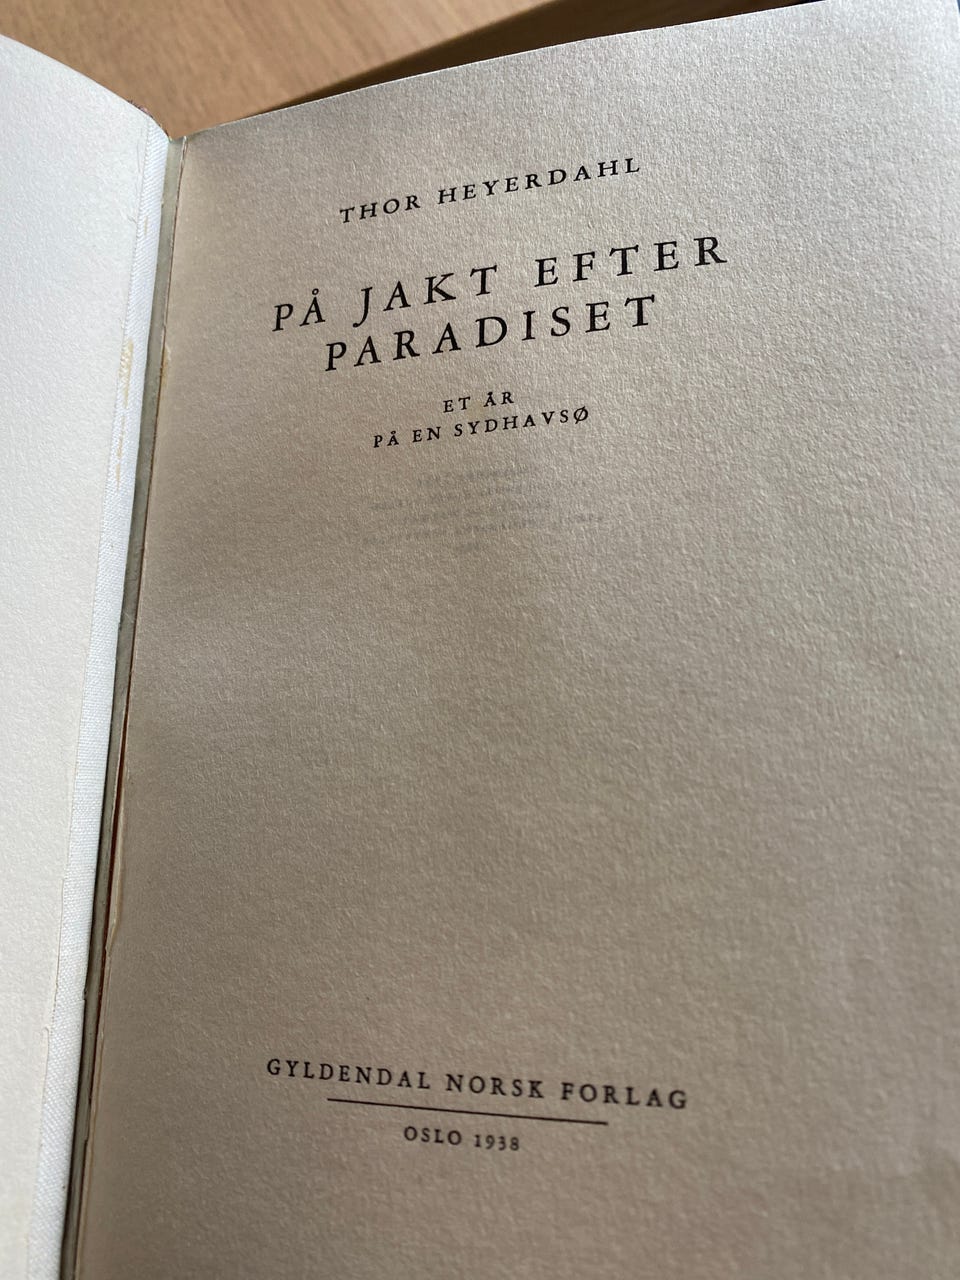 THOR HEYERDAHL
PÅ JAKT EFTER
PARADISET
ET ÅR
PÅ EN SYDHAVSØ
GYLDENDAL NORSK FORLAG
OSLO 1938